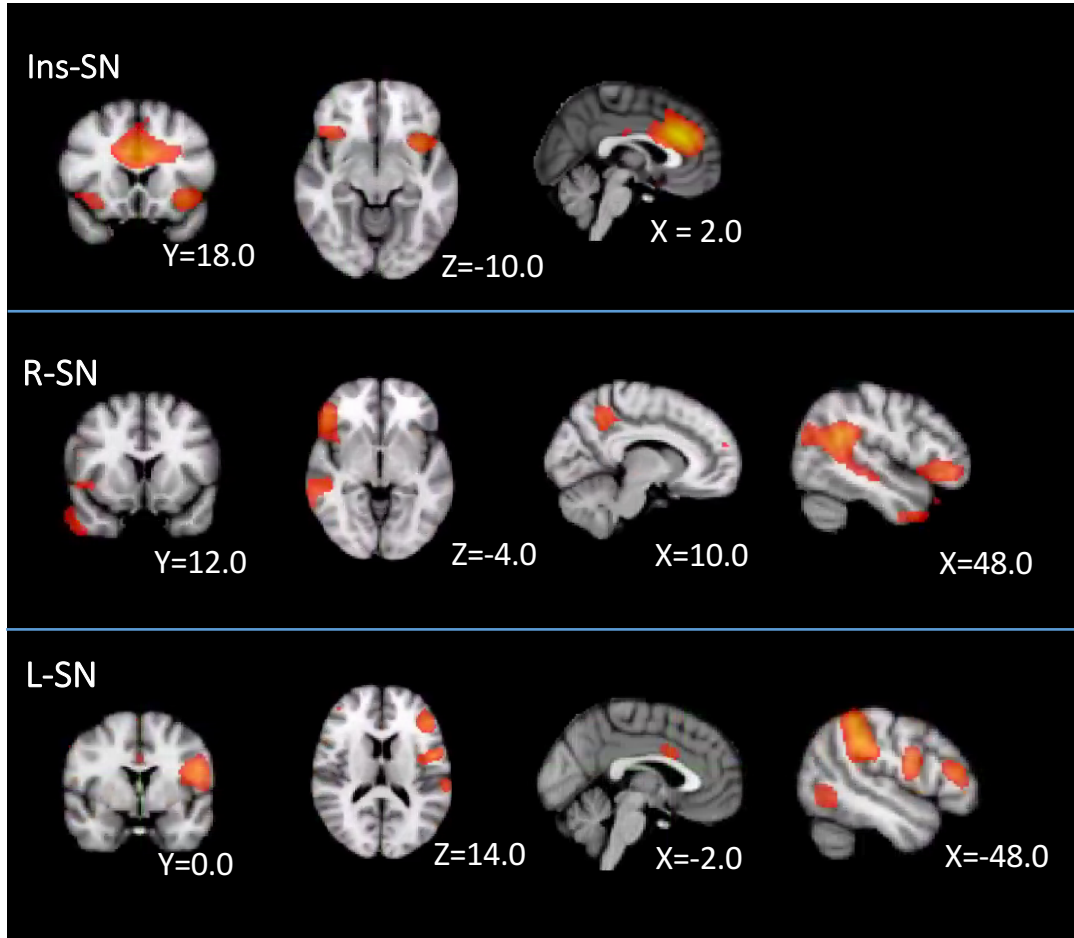 Ins-SN
Y=18.0
Z=-10.0
X = 2.0
R-SN
Y=12.0
Z=-4.0
X=10.0
X=48.0
L-SN
Y=0.0
Z=14.0
X=-2.0
X=-48.0